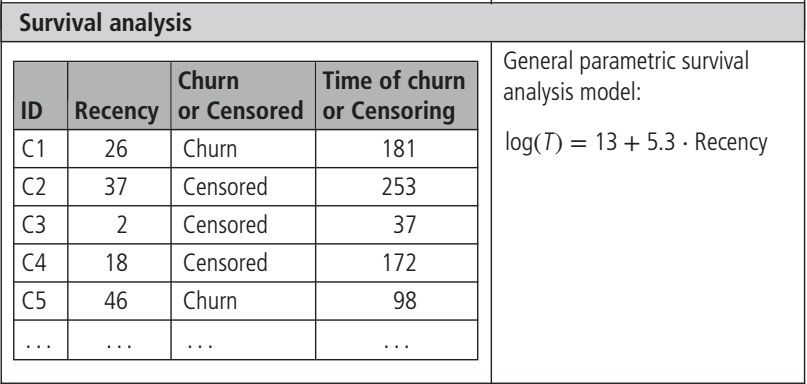 Survival analysis
ID Recency Churn or Censored Time of churn or Censoring
C1 26 Churn 181
C2 37 Censored 253
C3 2 Censored 37
C4 18 Censored 172
C5 46 Churn 98
. . . . . . . . . . . .
General parametric survival
analysis model:
log(T) = 13 + 5.3 · Recency